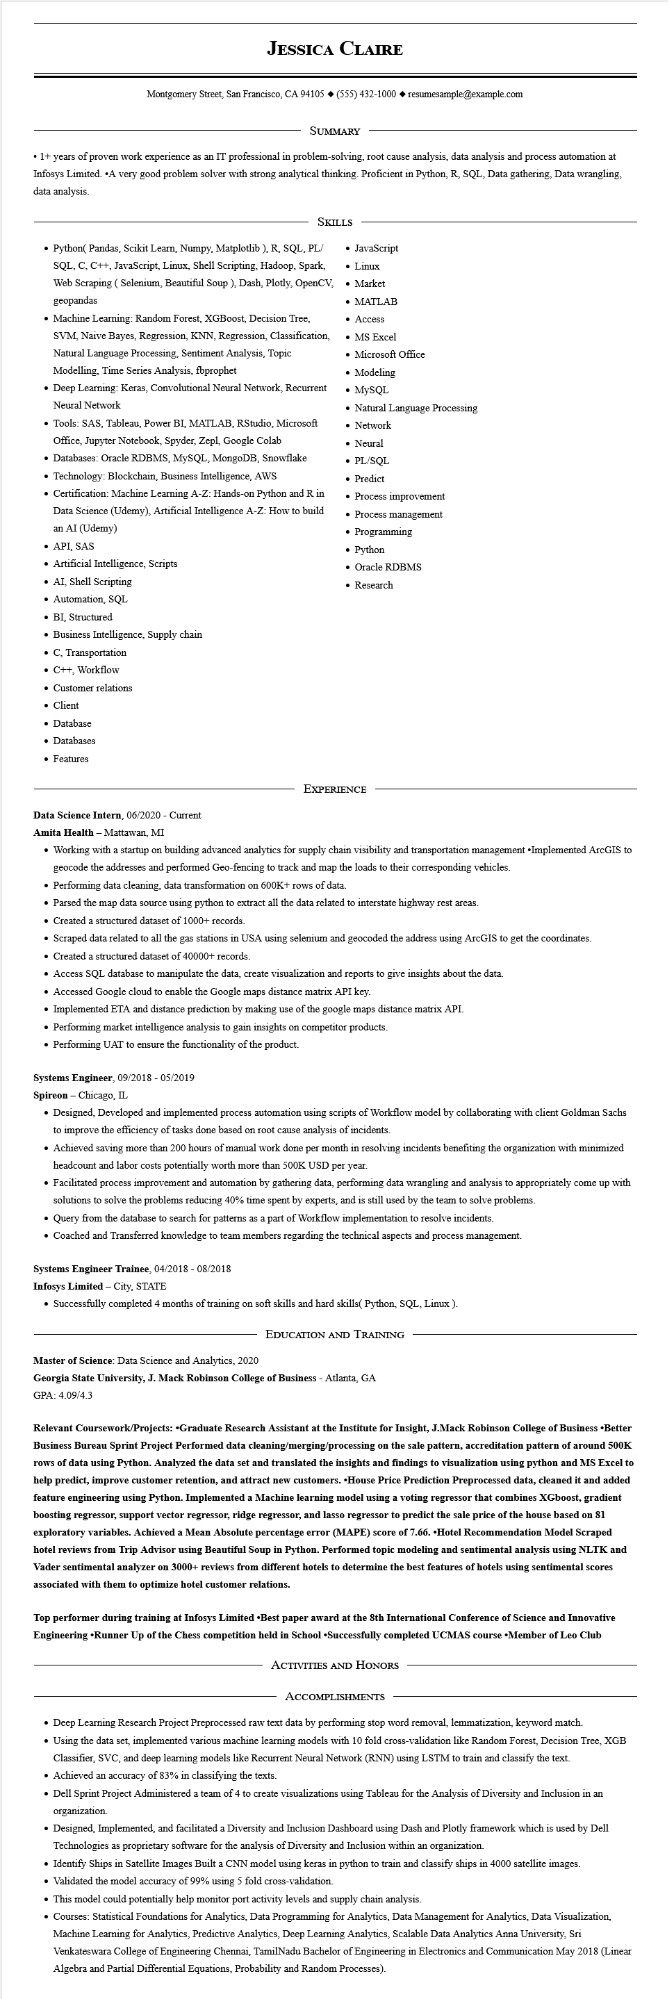 Jessica Claire
Montgomery Street, San Francisco, CA 94105 ◆ (555) 432-1000 ◆ resumesample@example.com
Summary
• 1+ years of proven work experience as an IT professional in problem-solving, root cause analysis, data analysis and process automation at
Infosys Limited. •A very good problem solver with strong analytical thinking. Proficient in Python, R, SQL, Data gathering, Data wrangling,
data analysis.
Skills
• Python( Pandas, Scikit Learn, Numpy, Matplotlib ), R, SQL, PL/
SQL, C, C++, JavaScript, Linux, Shell Scripting, Hadoop, Spark,
Web Scraping ( Selenium, Beautiful Soup ), Dash, Plotly, OpenCV,
geopandas
• Machine Learning: Random Forest, XGBoost, Decision Tree,
SVM, Naive Bayes, Regression, KNN, Regression, Classification,
Natural Language Processing, Sentiment Analysis, Topic
Modelling, Time Series Analysis, fbprophet
• Deep Learning: Keras, Convolutional Neural Network, Recurrent
Neural Network
• Tools: SAS, Tableau, Power BI, MATLAB, RStudio, Microsoft
Office, Jupyter Notebook, Spyder, Zepl, Google Colab
• Databases: Oracle RDBMS, MySQL, MongoDB, Snowflake
• Technology: Blockchain, Business Intelligence, AWS
• Certification: Machine Learning A-Z: Hands-on Python and R in
Data Science (Udemy), Artificial Intelligence A-Z: How to build
an AI (Udemy)
• API, SAS
• Artificial Intelligence, Scripts
• AI, Shell Scripting
• Automation, SQL
• BI, Structured
• Business Intelligence, Supply chain
• C, Transportation
• C++, Workflow
• Customer relations
• Client
• Database
• Databases
• Features
• JavaScript
• Linux
• Market
• MATLAB
• Access
• MS Excel
• Microsoft Office
• Modeling
• MySQL
• Natural Language Processing
• Network
• Neural
• PL/SQL
• Predict
• Process improvement
• Process management
• Programming
• Python
• Oracle RDBMS
• Research
Experience
Data Science Intern, 06/2020 - Current
Amita Health – Mattawan, MI
• Working with a startup on building advanced analytics for supply chain visibility and transportation management •Implemented ArcGIS to
geocode the addresses and performed Geo-fencing to track and map the loads to their corresponding vehicles.
• Performing data cleaning, data transformation on 600K+ rows of data.
• Parsed the map data source using python to extract all the data related to interstate highway rest areas.
• Created a structured dataset of 1000+ records.
• Scraped data related to all the gas stations in USA using selenium and geocoded the address using ArcGIS to get the coordinates.
• Created a structured dataset of 40000+ records.
• Access SQL database to manipulate the data, create visualization and reports to give insights about the data.
• Accessed Google cloud to enable the Google maps distance matrix API key.
• Implemented ETA and distance prediction by making use of the google maps distance matrix API.
• Performing market intelligence analysis to gain insights on competitor products.
• Performing UAT to ensure the functionality of the product.
Systems Engineer, 09/2018 - 05/2019
Spireon – Chicago, IL
• Designed, Developed and implemented process automation using scripts of Workflow model by collaborating with client Goldman Sachs
to improve the efficiency of tasks done based on root cause analysis of incidents.
• Achieved saving more than 200 hours of manual work done per month in resolving incidents benefiting the organization with minimized
headcount and labor costs potentially worth more than 500K USD per year.
• Facilitated process improvement and automation by gathering data, performing data wrangling and analysis to appropriately come up with
solutions to solve the problems reducing 40% time spent by experts, and is still used by the team to solve problems.
• Query from the database to search for patterns as a part of Workflow implementation to resolve incidents.
• Coached and Transferred knowledge to team members regarding the technical aspects and process management.
Systems Engineer Trainee, 04/2018 - 08/2018
Infosys Limited – City, STATE
• Successfully completed 4 months of training on soft skills and hard skills( Python, SQL, Linux ).
Education and Training
Master of Science: Data Science and Analytics, 2020
Georgia State University, J. Mack Robinson College of Business - Atlanta, GA
GPA: 4.09/4.3
Relevant Coursework/Projects: •Graduate Research Assistant at the Institute for Insight, J.Mack Robinson College of Business •Better
Business Bureau Sprint Project Performed data cleaning/merging/processing on the sale pattern, accreditation pattern of around 500K
rows of data using Python. Analyzed the data set and translated the insights and findings to visualization using python and MS Excel to
help predict, improve customer retention, and attract new customers. •House Price Prediction Preprocessed data, cleaned it and added
feature engineering using Python. Implemented a Machine learning model using a voting regressor that combines XGboost, gradient
boosting regressor, support vector regressor, ridge regressor, and lasso regressor to predict the sale price of the house based on 81
exploratory variables. Achieved a Mean Absolute percentage error (MAPE) score of 7.66. •Hotel Recommendation Model Scraped
hotel reviews from Trip Advisor using Beautiful Soup in Python. Performed topic modeling and sentimental analysis using NLTK and
Vader sentimental analyzer on 3000+ reviews from different hotels to determine the best features of hotels using sentimental scores
associated with them to optimize hotel customer relations.
Top performer during training at Infosys Limited •Best paper award at the 8th International Conference of Science and Innovative
Engineering •Runner Up of the Chess competition held in School •Successfully completed UCMAS course •Member of Leo Club
Activities and Honors
Accomplishments
• Deep Learning Research Project Preprocessed raw text data by performing stop word removal, lemmatization, keyword match.
• Using the data set, implemented various machine learning models with 10 fold cross-validation like Random Forest, Decision Tree, XGB
Classifier, SVC, and deep learning models like Recurrent Neural Network (RNN) using LSTM to train and classify the text.
• Achieved an accuracy of 83% in classifying the texts.
• Dell Sprint Project Administered a team of 4 to create visualizations using Tableau for the Analysis of Diversity and Inclusion in an
organization.
• Designed, Implemented, and facilitated a Diversity and Inclusion Dashboard using Dash and Plotly framework which is used by Dell
Technologies as proprietary software for the analysis of Diversity and Inclusion within an organization.
• Identify Ships in Satellite Images Built a CNN model using keras in python to train and classify ships in 4000 satellite images.
• Validated the model accuracy of 99% using 5 fold cross-validation.
• This model could potentially help monitor port activity levels and supply chain analysis.
• Courses: Statistical Foundations for Analytics, Data Programming for Analytics, Data Management for Analytics, Data Visualization,
Machine Learning for Analytics, Predictive Analytics, Deep Learning Analytics, Scalable Data Analytics Anna University, Sri
Venkateswara College of Engineering Chennai, TamilNadu Bachelor of Engineering in Electronics and Communication May 2018 (Linear
Algebra and Partial Differential Equations, Probability and Random Processes).